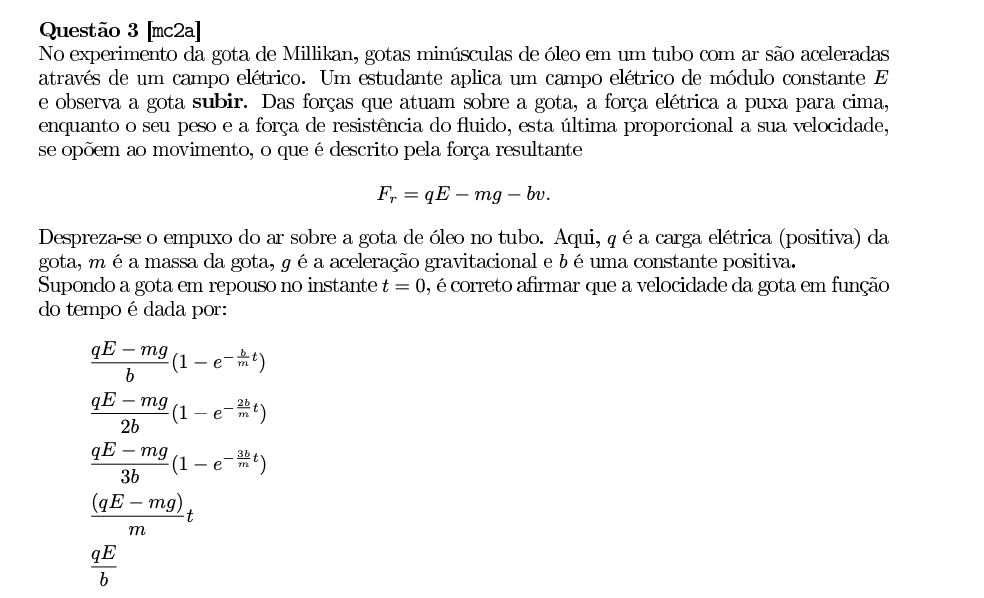 Questão 3 [mc2a]
No experimento da gota de Millikan, gotas minúsculas de óleo em um tubo com ar são aceleradas
através de um campo elétrico. Um estudante aplica um campo elétrico de módulo constante E
e observa a gota subir. Das forças que atuam sobre a gota, a força elétrica a puxa para cima,
enquanto o seu peso e a força de resistência do fluido, esta última proporcional a sua velocidade,
se opõem ao movimento, o que é descrito pela força resultante
F_r = qE − mg − bv.
Despreza-se o empuxo do ar sobre a gota de óleo no tubo. Aqui, q é a carga elétrica (positiva) da
gota, m é a massa da gota, g é a aceleração gravitacional e b é uma constante positiva.
Supondo a gota em repouso no instante t = 0, é correto afirmar que a velocidade da gota em função
do tempo é dada por:
\frac{qE − mg}{b}(1 − e^{−\frac{b}{m}t})
\frac{qE − mg}{2b}(1 − e^{−\frac{2b}{m}t})
\frac{qE − mg}{3b}(1 − e^{−\frac{3b}{m}t})
\frac{(qE − mg)}{m}t
\frac{qE}{b}